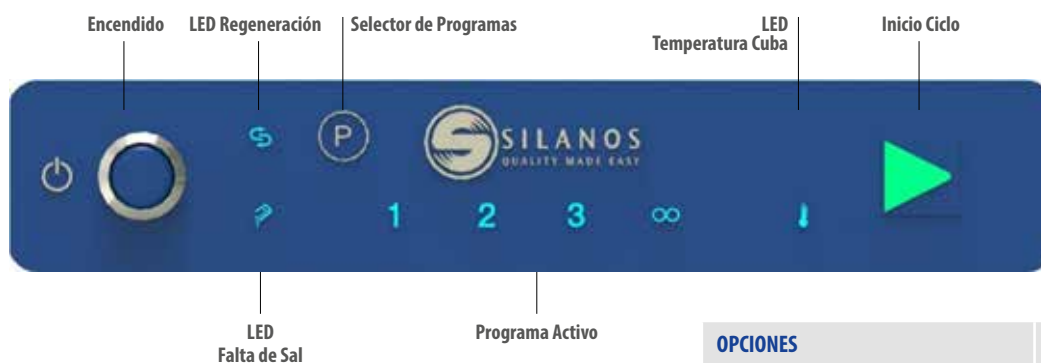 Encendido
LED Regeneración
Selector de Programas
LED
Temperatura Cuba
Inicio Ciclo
P
SILANOS
QUALITY MADE EASY
1 2 3 ∞
LED
Falta de Sal
Programa Activo
OPCIONES